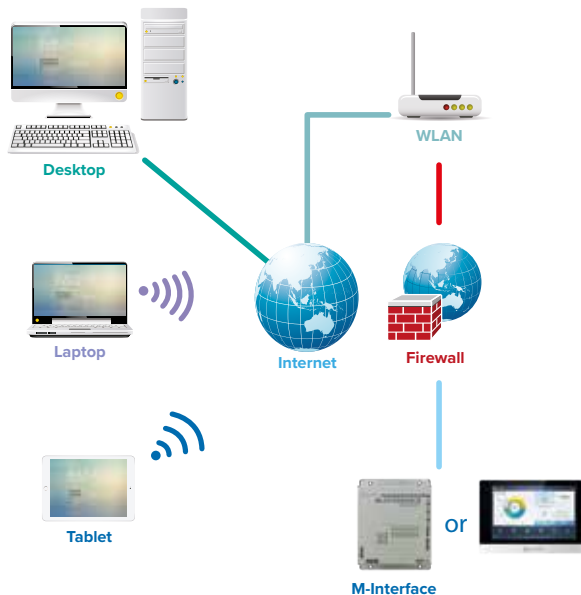 WLAN
Desktop
Laptop
Internet
Firewall
Tablet
or
M-Interface